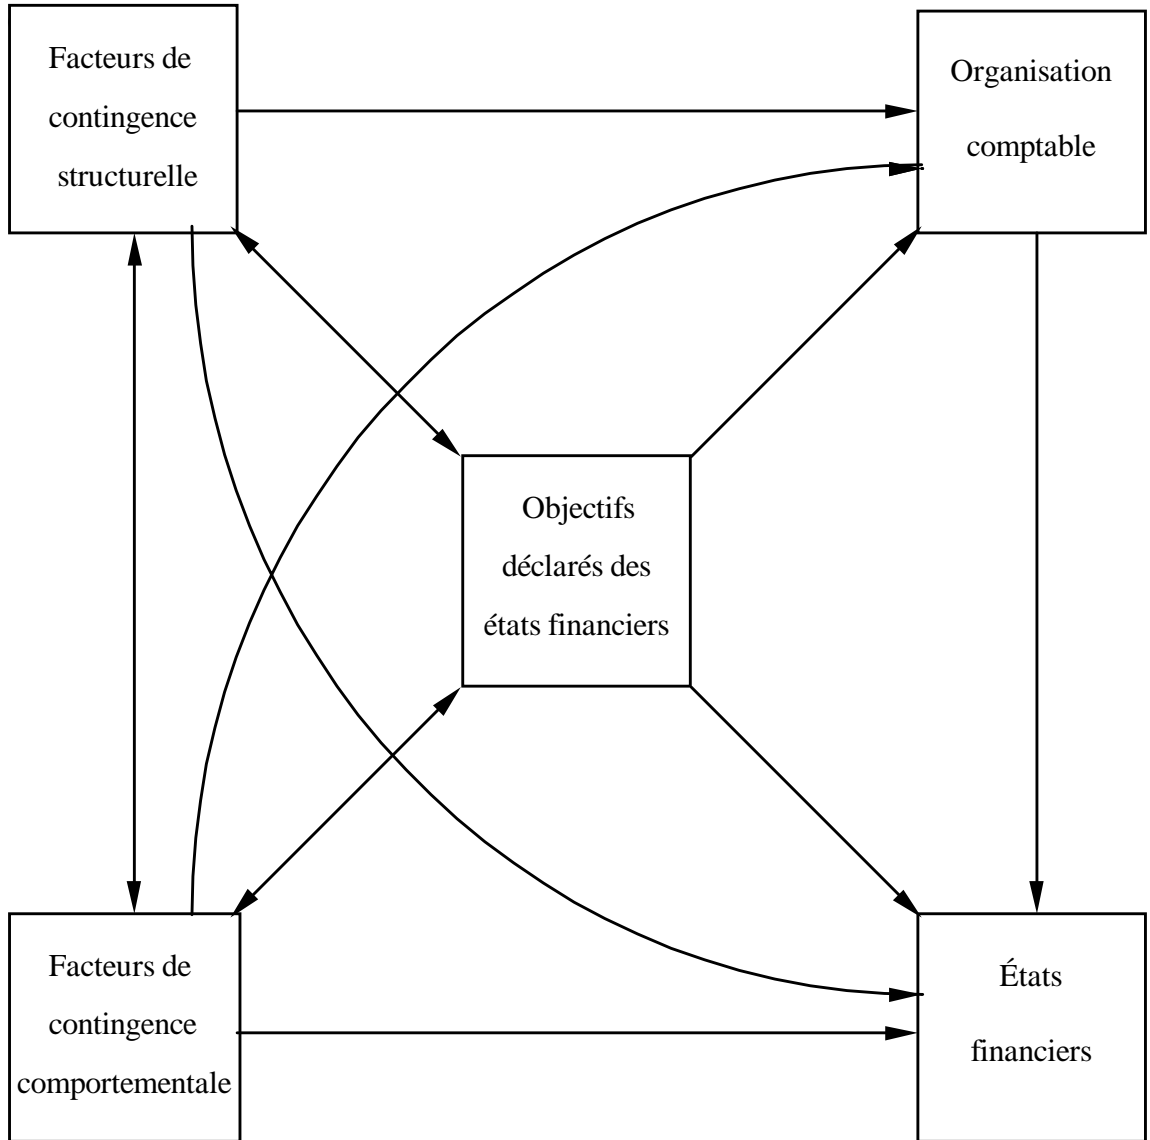 Facteurs de
contingence
structurelle
Organisation
comptable
Objectifs
déclarés des
états financiers
Facteurs de
contingence
comportementale
États
financiers